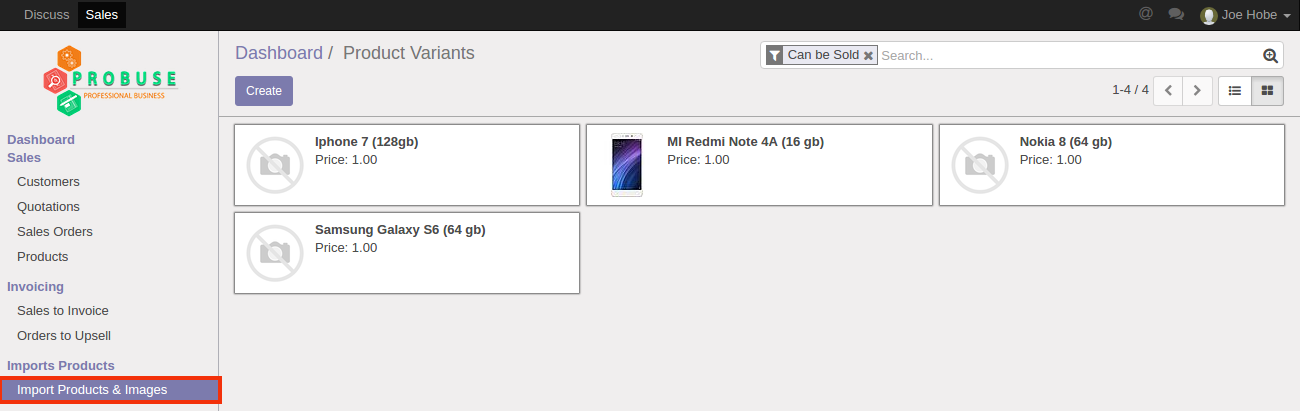 Discuss Sales @ Joe Hobe
PROBUSE
PROFESSIONAL BUSINESS
Dashboard
Sales
Customers
Quotations
Sales Orders
Products
Invoicing
Sales to Invoice
Orders to Upsell
Imports Products
Import Products & Images
Dashboard / Product Variants
Can be Sold Search...
Create
1-4 / 4
Iphone 7 (128gb)
Price: 1.00
MI Redmi Note 4A (16 gb)
Price: 1.00
Nokia 8 (64 gb)
Price: 1.00
Samsung Galaxy S6 (64 gb)
Price: 1.00